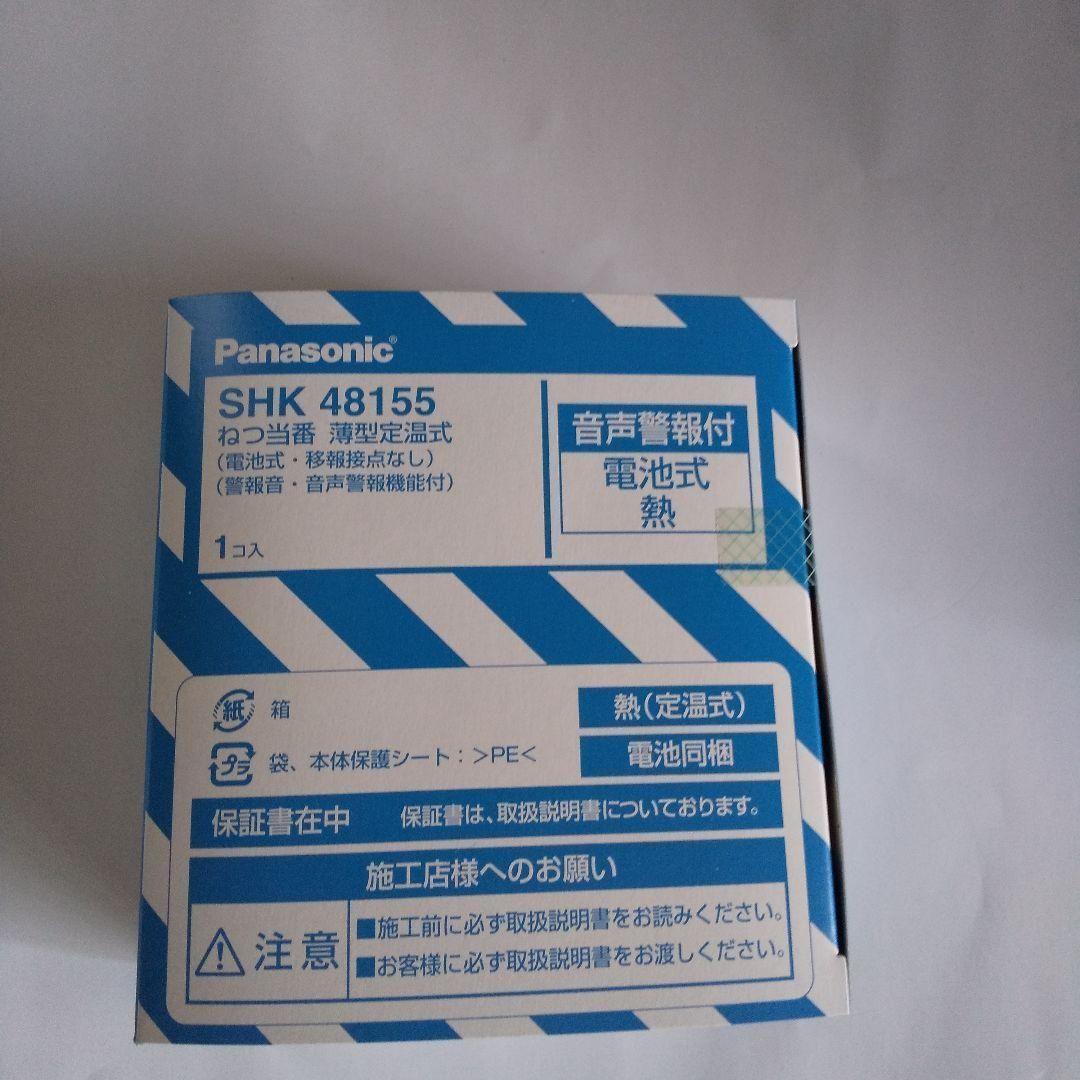 Panasonic®
SHK 48155
ねつ当番 薄型定温式
(電池式・移報接点なし)
(警報音・音声警報機能付)
1コ入
音声警報付
電池式
熱
紙 箱
プラ 袋、本体保護シート：>PE<
熱(定温式)
電池同梱
保証書在中 保証書は、取扱説明書についております。
施工店様へのお願い
注意
■施工前に必ず取扱説明書をお読みください。
■お客様に必ず取扱説明書をお渡しください。